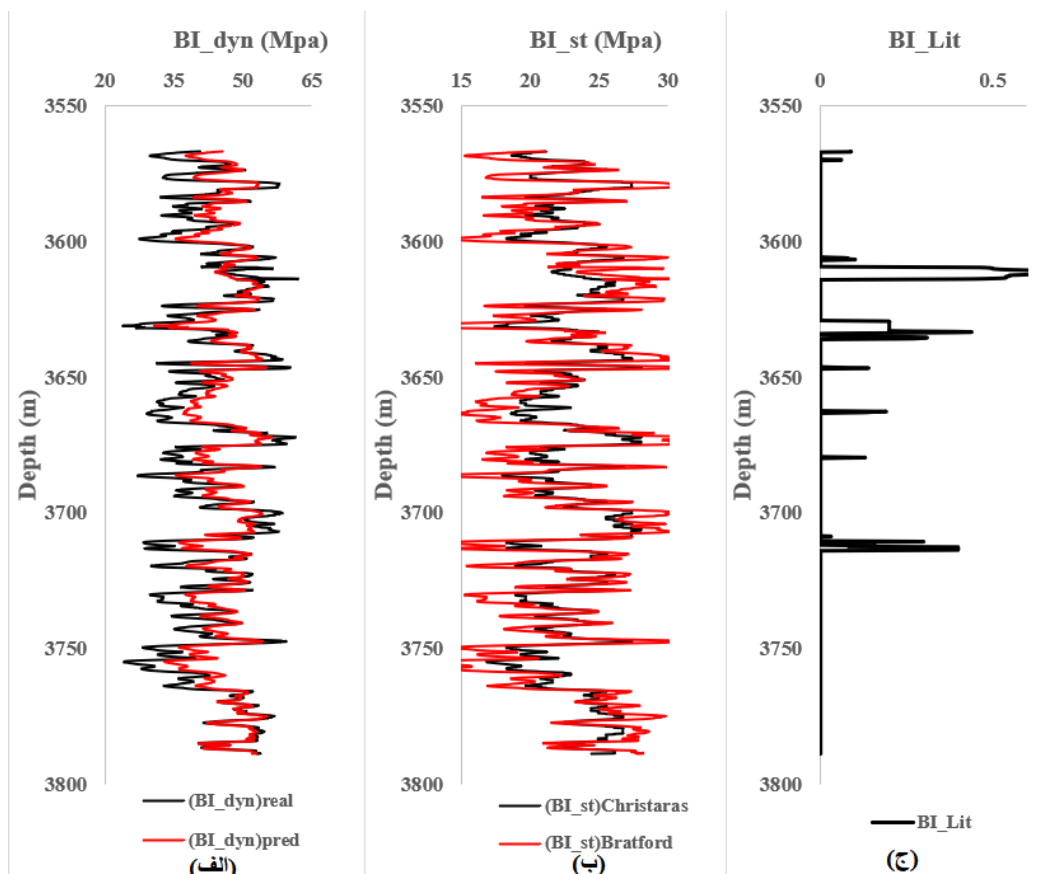 BI_dyn (Mpa)
20 35 50 65
3550
3600
3650
3700
3750
3800
Depth (m)
(BI_dyn)real
(BI_dyn)pred
(الف)
BI_st (Mpa)
15 20 25 30
3550
3600
3650
3700
3750
3800
Depth (m)
(BI_st)Christaras
(BI_st)Bratford
(ب)
BI_Lit
0 0.5
3550
3600
3650
3700
3750
3800
Depth (m)
BI_Lit
(ج)